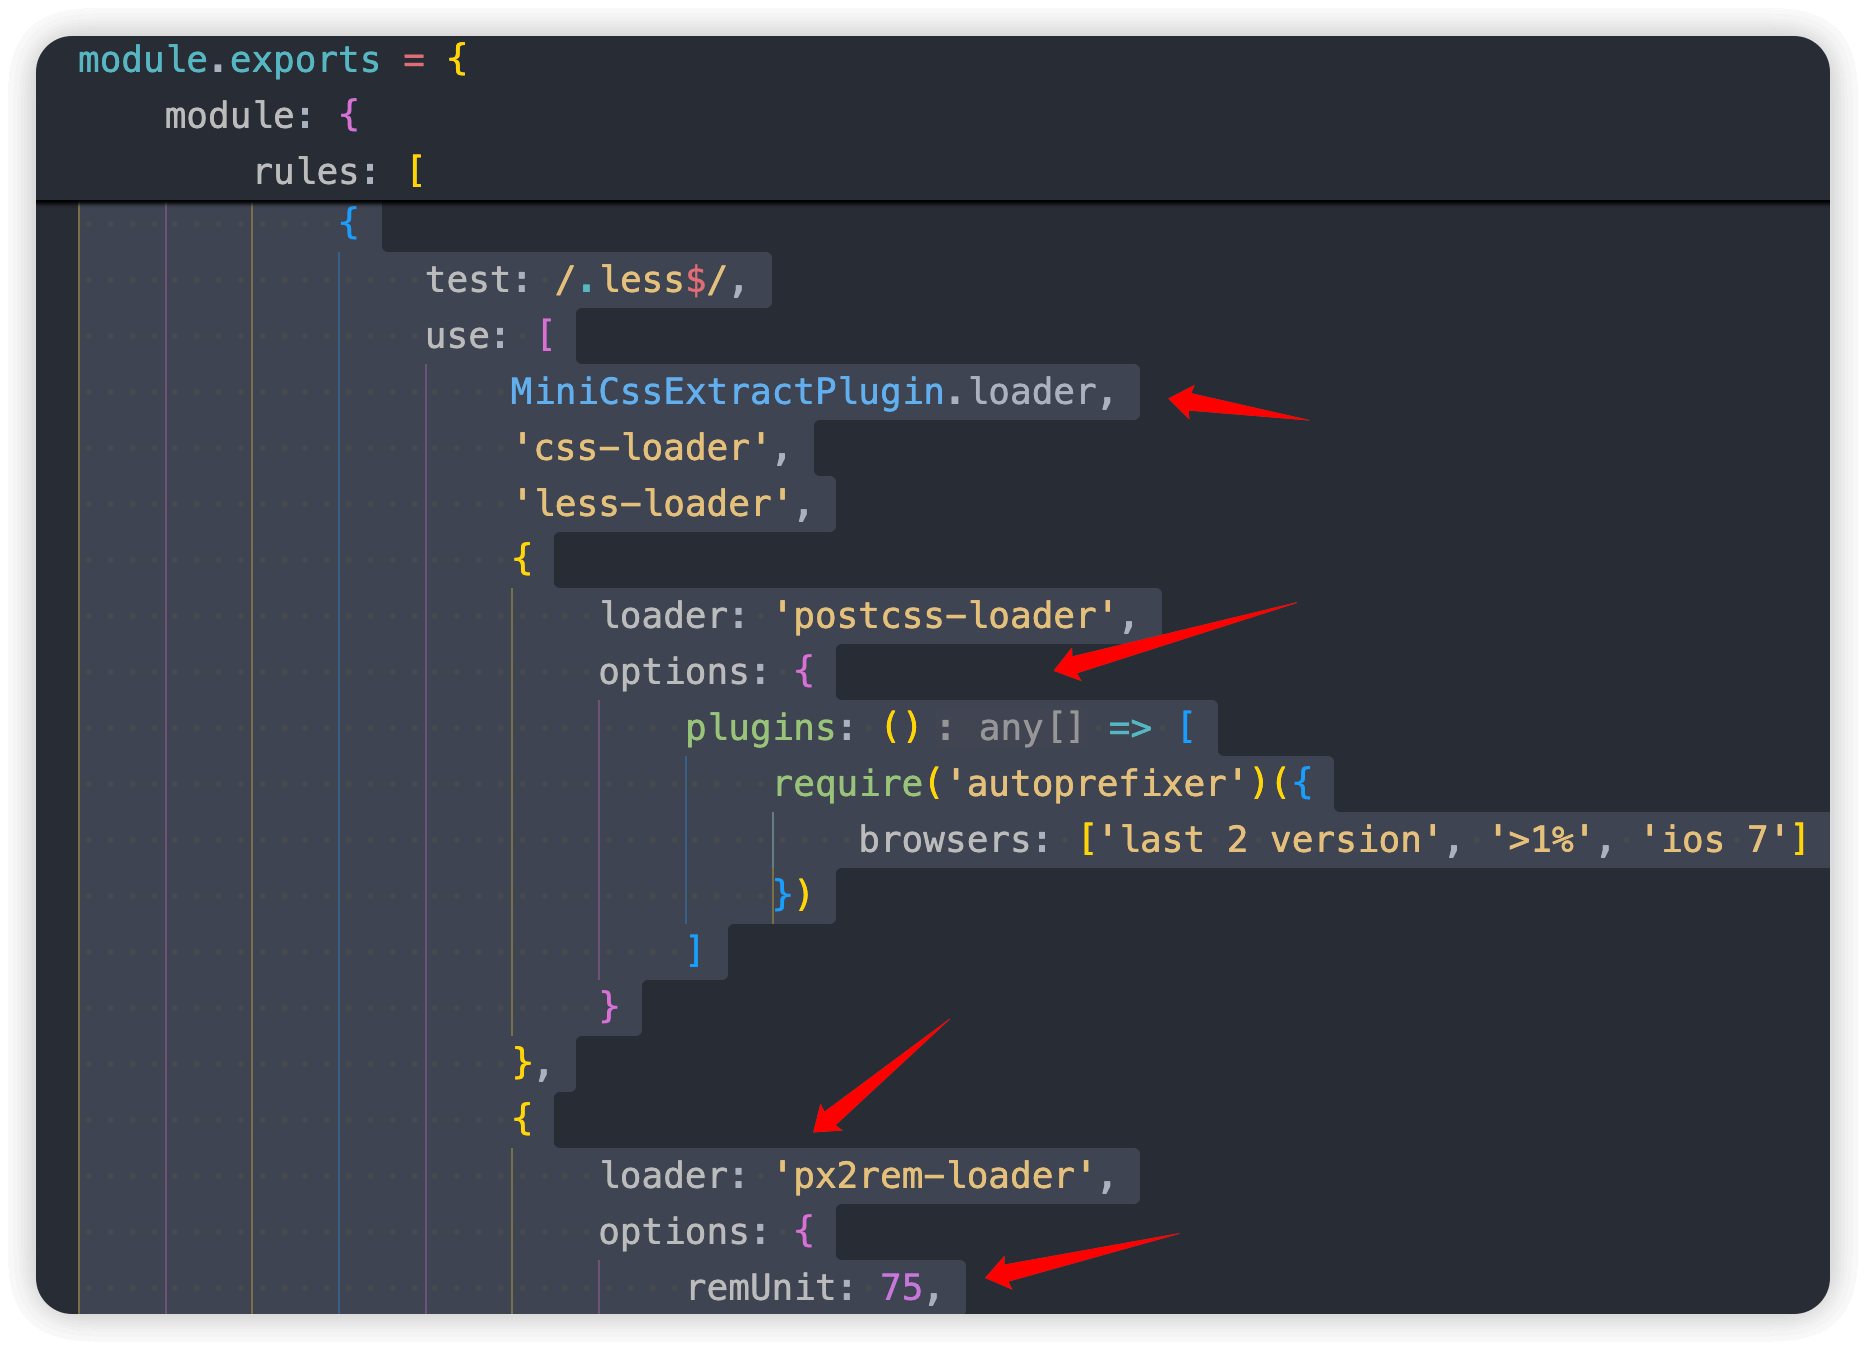 module.exports = {
module: {
rules: [
{
test: /.less$/,
use: [
MiniCssExtractPlugin.loader,
'css-loader',
'less-loader',
{
loader: 'postcss-loader',
options: {
plugins: (): any[] => [
require('autoprefixer')({
browsers: ['last 2 version', '>1%', 'ios 7']
})
]
}
},
{
loader: 'px2rem-loader',
options: {
remUnit: 75,